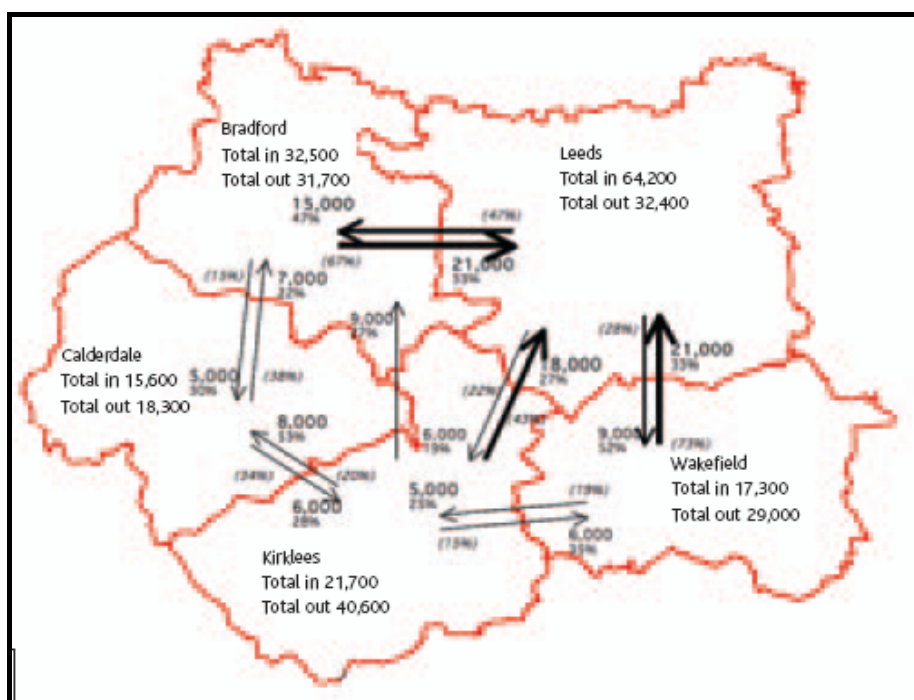 Bradford
Total in 32,500
Total out 31,700
Leeds
Total in 64,200
Total out 32,400
15,000
47%
(47%)
(67%)
21,000
33%
(15%)
7,000
22%
9,000
27%
(28%)
21,000
33%
Calderdale
Total in 15,600
Total out 18,300
5,000
30%
(38%)
18,000
27%
(22%)
(43%)
8,000
53%
6,000
19%
9,000
52%
(73%)
Wakefield
Total in 17,300
Total out 29,000
(34%)
(20%)
6,000
28%
5,000
25%
(19%)
(15%)
6,000
35%
Kirklees
Total in 21,700
Total out 40,600